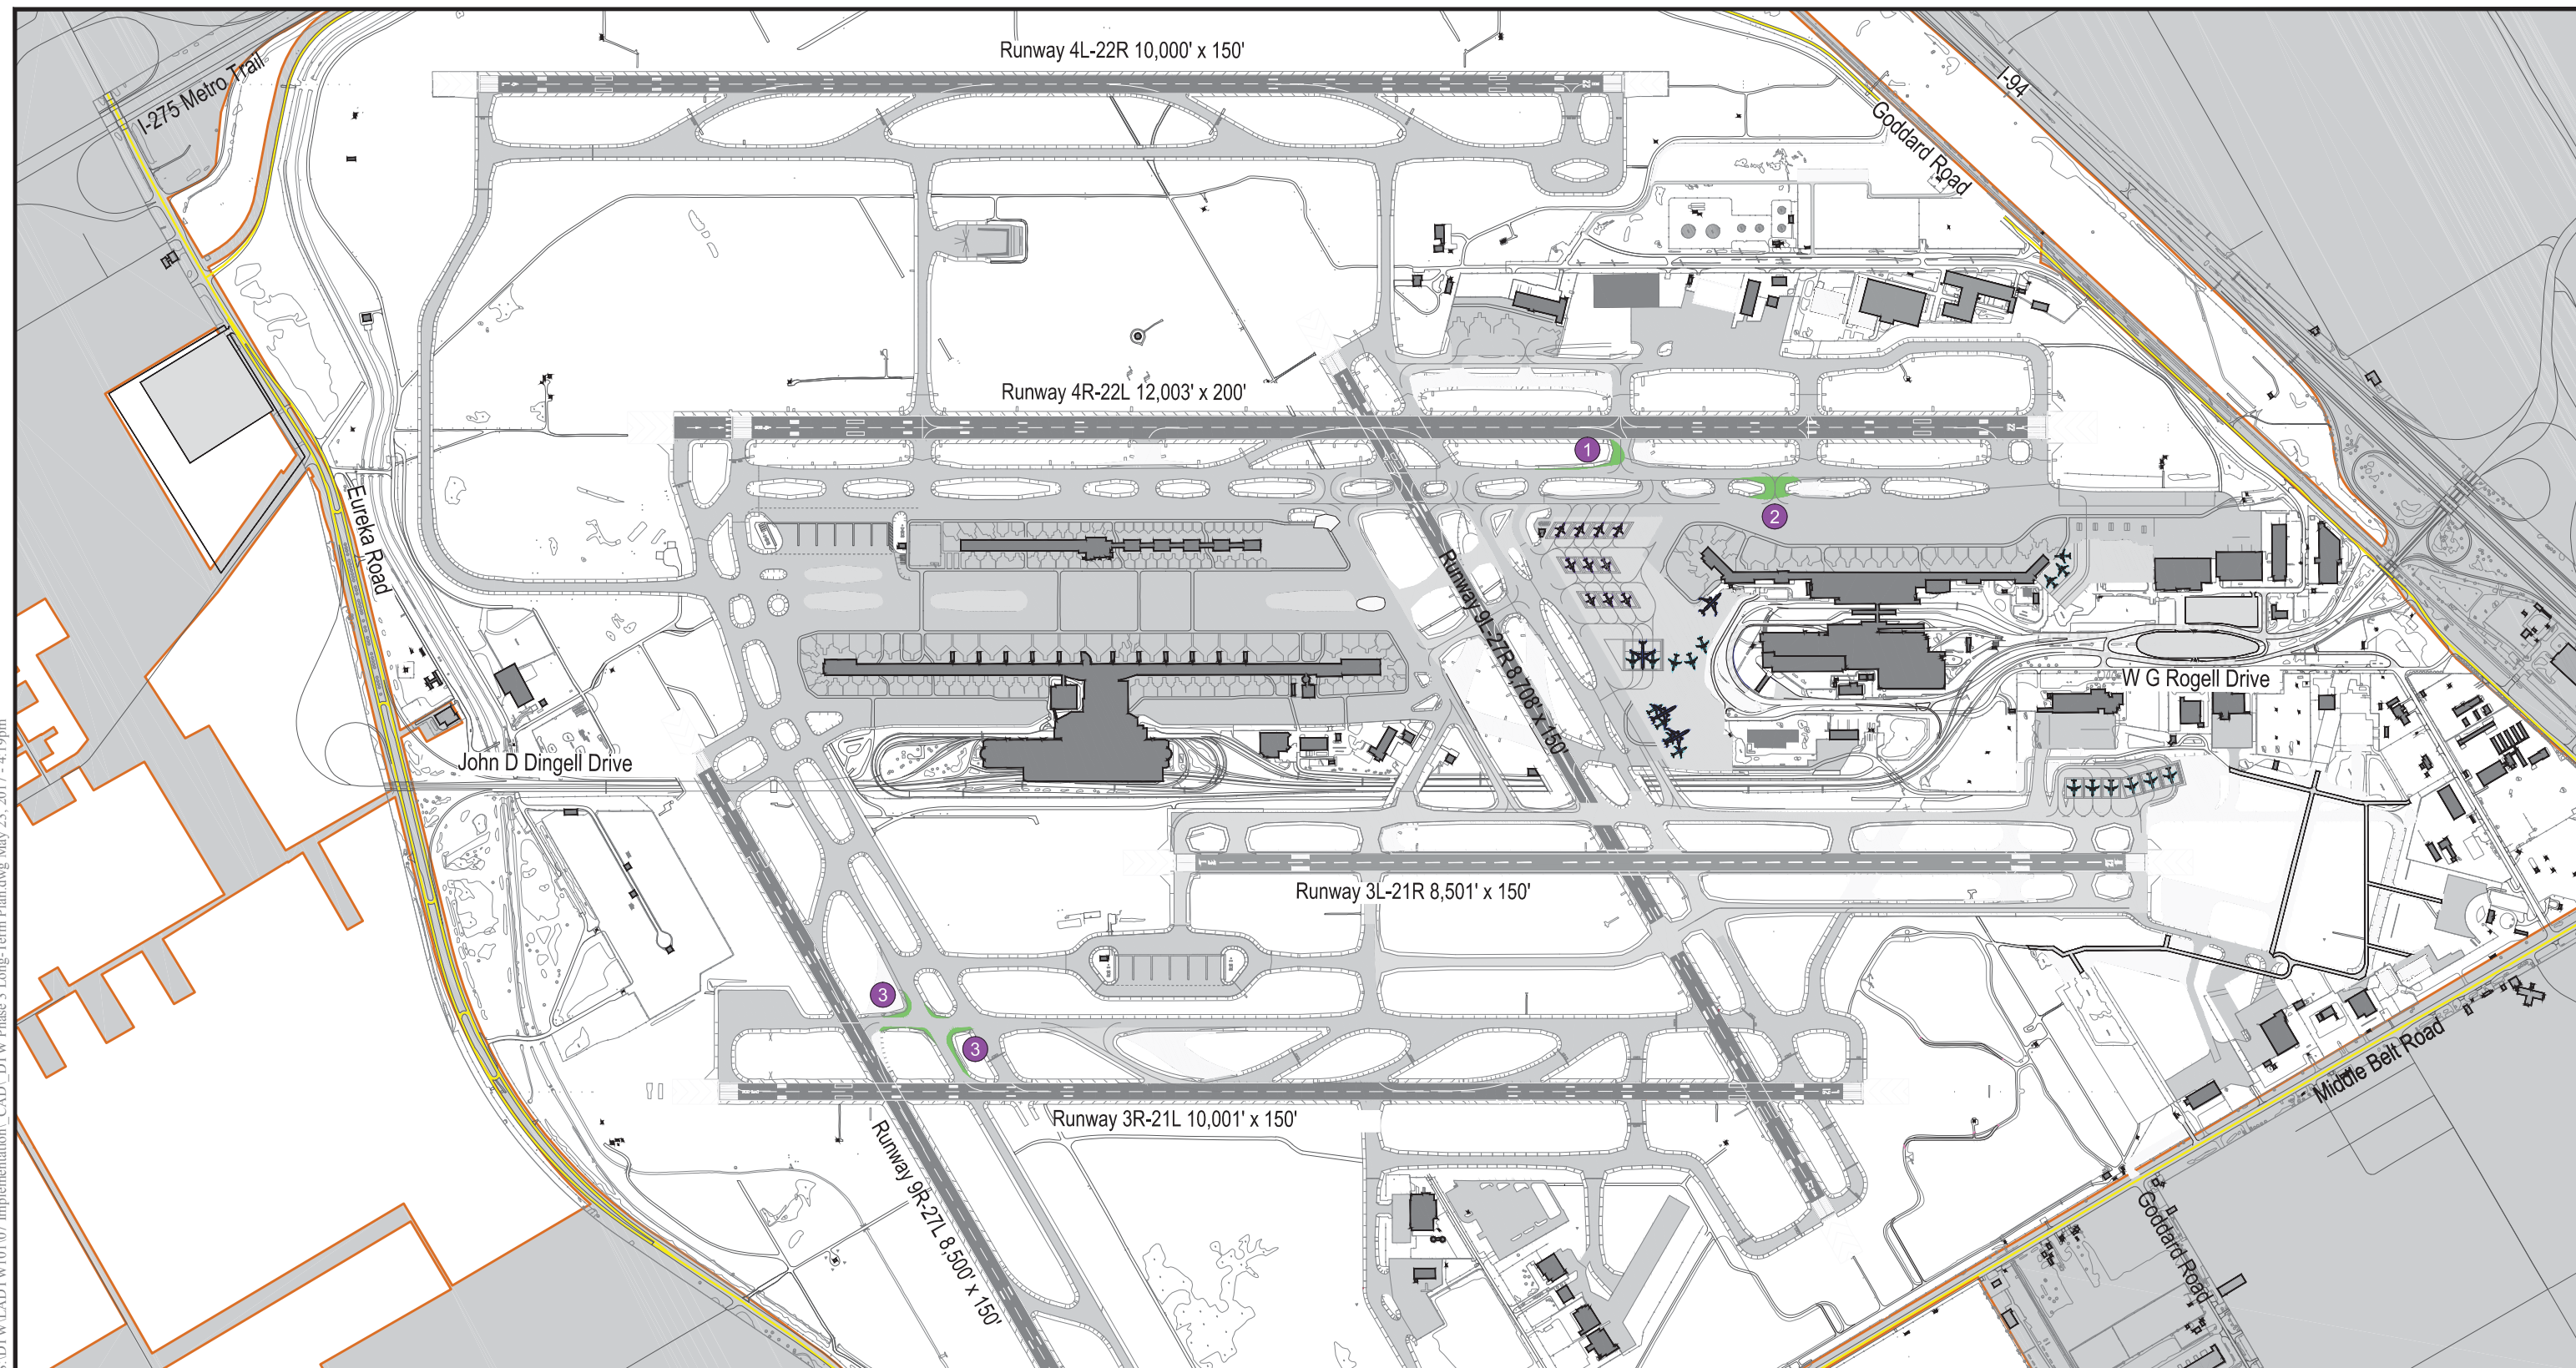 Runway 4L-22R 10,000' x 150'
I-275 Metro Trail
I-94
Goddard Road
Runway 4R-22L 12,003' x 200'
1
2
Eureka Road
Runway 9L-27R 8,708' x 150'
W G Rogell Drive
John D Dingell Drive
Runway 3L-21R 8,501' x 150'
3
3
Middle Belt Road
Runway 3R-21L 10,001' x 150'
Runway 9R-27L 8,500' x 150'
Goddard Road